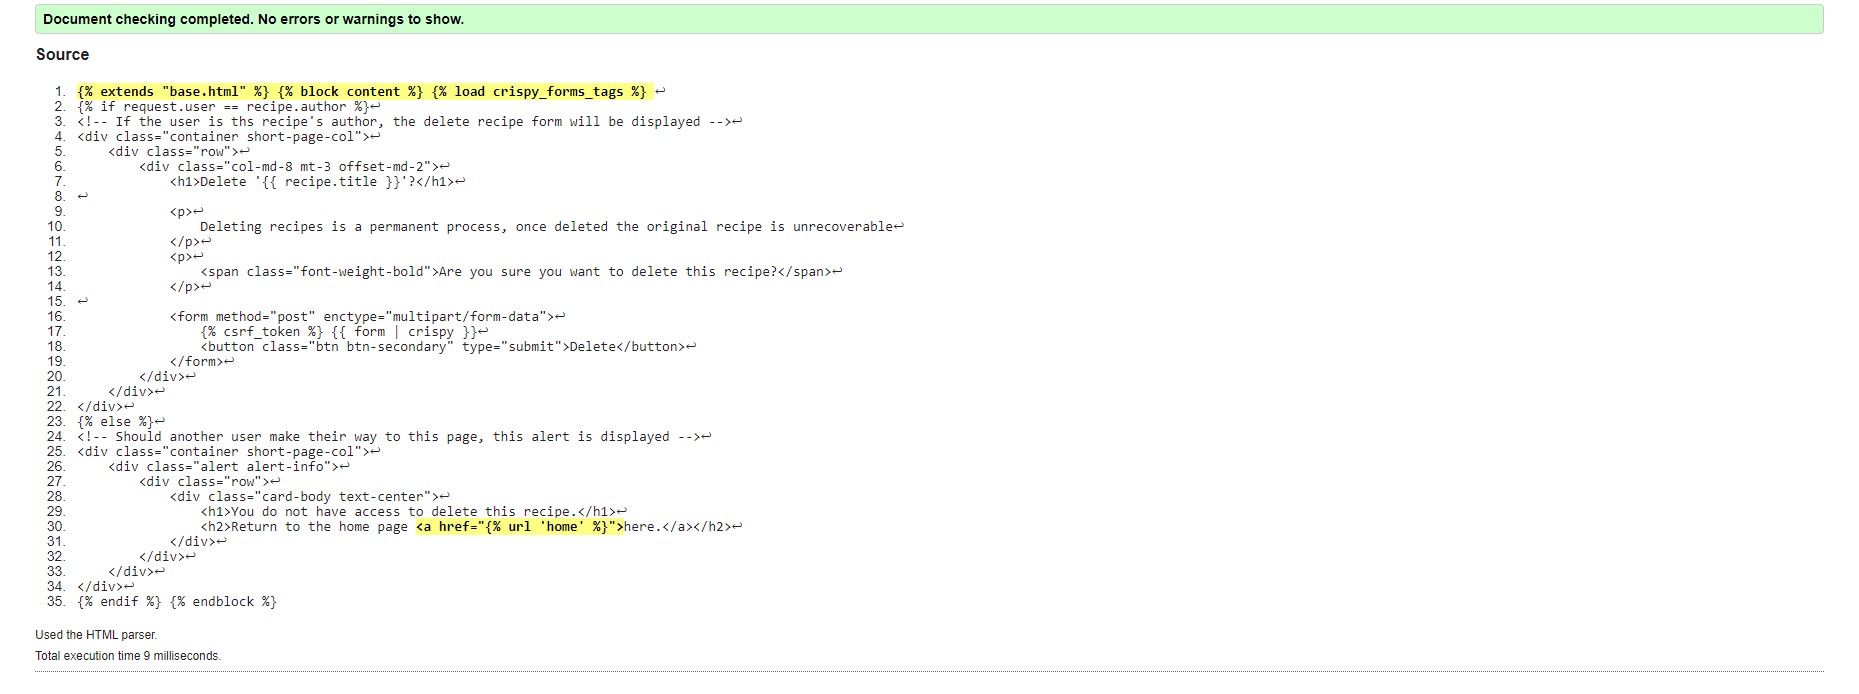 Document checking completed. No errors or warnings to show.
Source
1. {% extends "base.html" %} {% block content %} {% load crispy_forms_tags %} ↩
2. {% if request.user == recipe.author %}↩
3. <!-- If the user is ths recipe's author, the delete recipe form will be displayed -->↩
4. <div class="container short-page-col">↩
5.     <div class="row">↩
6.         <div class="col-md-8 mt-3 offset-md-2">↩
7.             <h1>Delete '{{ recipe.title }}'?</h1>↩
8. ↩
9.             <p>↩
10.                 Deleting recipes is a permanent process, once deleted the original recipe is unrecoverable↩
11.             </p>↩
12.             <p>↩
13.                 <span class="font-weight-bold">Are you sure you want to delete this recipe?</span>↩
14.             </p>↩
15. ↩
16.             <form method="post" enctype="multipart/form-data">↩
17.                 {% csrf_token %} {{ form | crispy }}↩
18.                 <button class="btn btn-secondary" type="submit">Delete</button>↩
19.             </form>↩
20.         </div>↩
21.     </div>↩
22. </div>↩
23. {% else %}↩
24. <!-- Should another user make their way to this page, this alert is displayed -->↩
25. <div class="container short-page-col">↩
26.     <div class="alert alert-info">↩
27.         <div class="row">↩
28.             <div class="card-body text-center">↩
29.                 <h1>You do not have access to delete this recipe.</h1>↩
30.                 <h2>Return to the home page <a href="{% url 'home' %}">here.</a></h2>↩
31.             </div>↩
32.         </div>↩
33.     </div>↩
34. </div>↩
35. {% endif %} {% endblock %}
Used the HTML parser.
Total execution time 9 milliseconds.